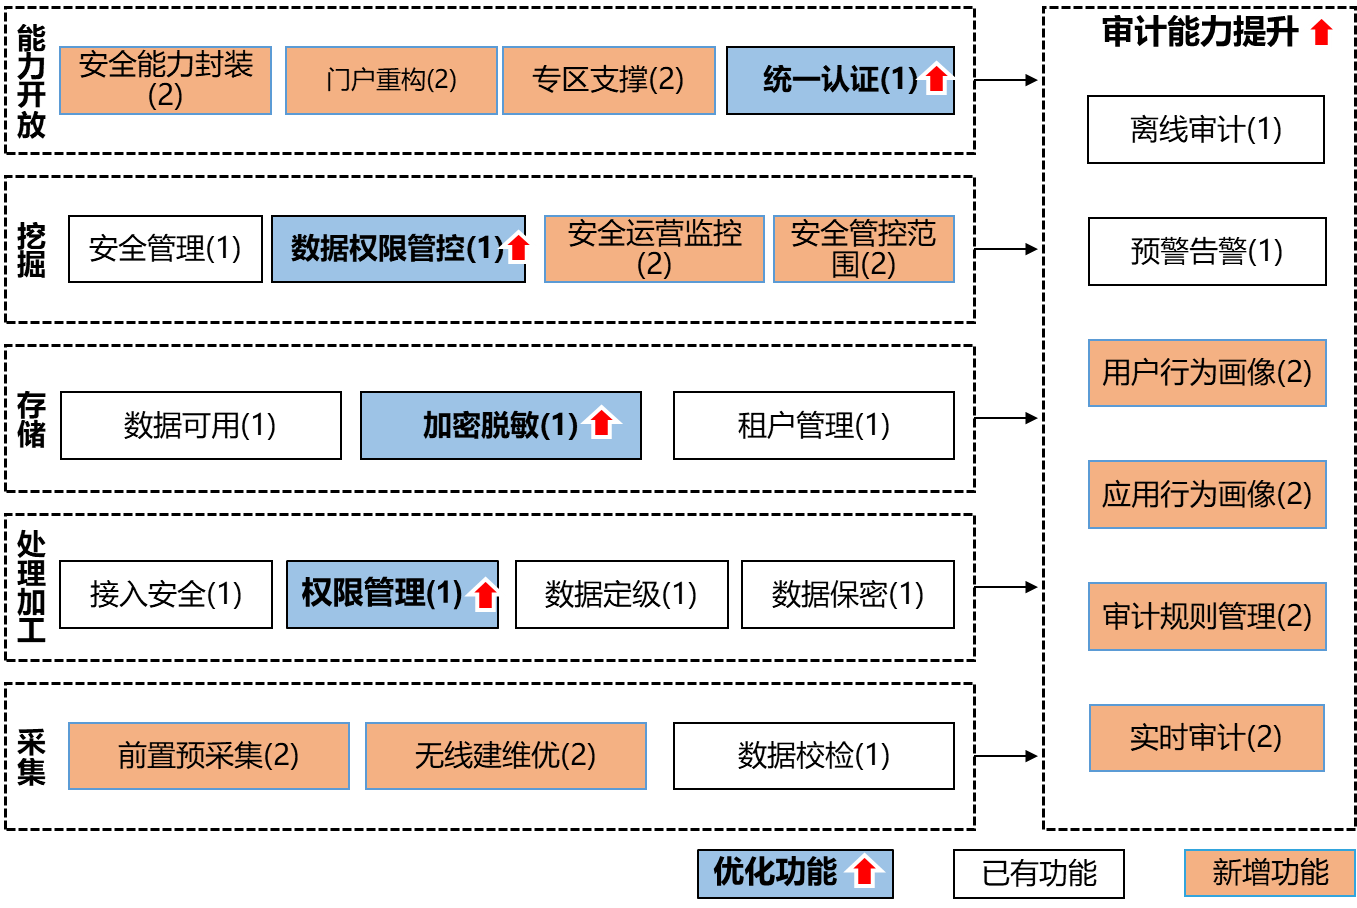 能力开放
安全能力封装
(2)
门户重构(2)
专区支撑(2)
统一认证(1)
挖掘
安全管理(1)
数据权限管控(1)
安全运营监控
(2)
安全管控范
围(2)
存储
数据可用(1)
加密脱敏(1)
租户管理(1)
处理加工
接入安全(1)
权限管理(1)
数据定级(1)
数据保密(1)
采集
前置预采集(2)
无线建维优(2)
数据校检(1)
审计能力提升
离线审计(1)
预警告警(1)
用户行为画像(2)
应用行为画像(2)
审计规则管理(2)
实时审计(2)
优化功能
已有功能
新增功能